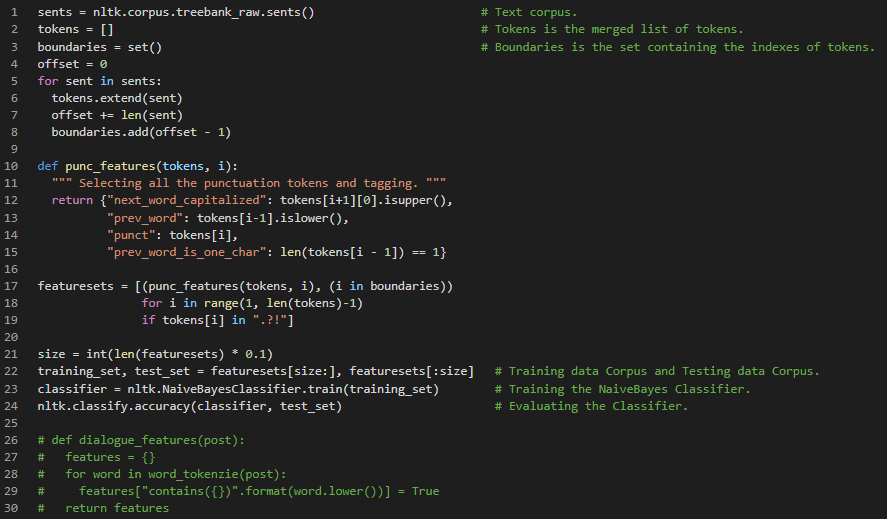 1 sents = nltk.corpus.treebank_raw.sents() # Text corpus.
2 tokens = [] # Tokens is the merged list of tokens.
3 boundaries = set() # Boundaries is the set containing the indexes of tokens.
4 offset = 0
5 for sent in sents:
6   tokens.extend(sent)
7   offset += len(sent)
8   boundaries.add(offset - 1)
9
10 def punc_features(tokens, i):
11   """ Selecting all the punctuation tokens and tagging. """
12   return {"next_word_capitalized": tokens[i+1][0].isupper(),
13           "prev_word": tokens[i-1].islower(),
14           "punct": tokens[i],
15           "prev_word_is_one_char": len(tokens[i - 1]) == 1}
16
17 featuresets = [(punc_features(tokens, i), (i in boundaries))
18                for i in range(1, len(tokens)-1)
19                if tokens[i] in ".?!"]
20
21 size = int(len(featuresets) * 0.1)
22 training_set, test_set = featuresets[size:], featuresets[:size] # Training data Corpus and Testing data Corpus.
23 classifier = nltk.NaiveBayesClassifier.train(training_set) # Training the NaiveBayes Classifier.
24 nltk.classify.accuracy(classifier, test_set) # Evaluating the Classifier.
25
26 # def dialogue_features(post):
27 #   features = {}
28 #   for word in word_tokenzie(post):
29 #     features["contains({})".format(word.lower())] = True
30 #   return features